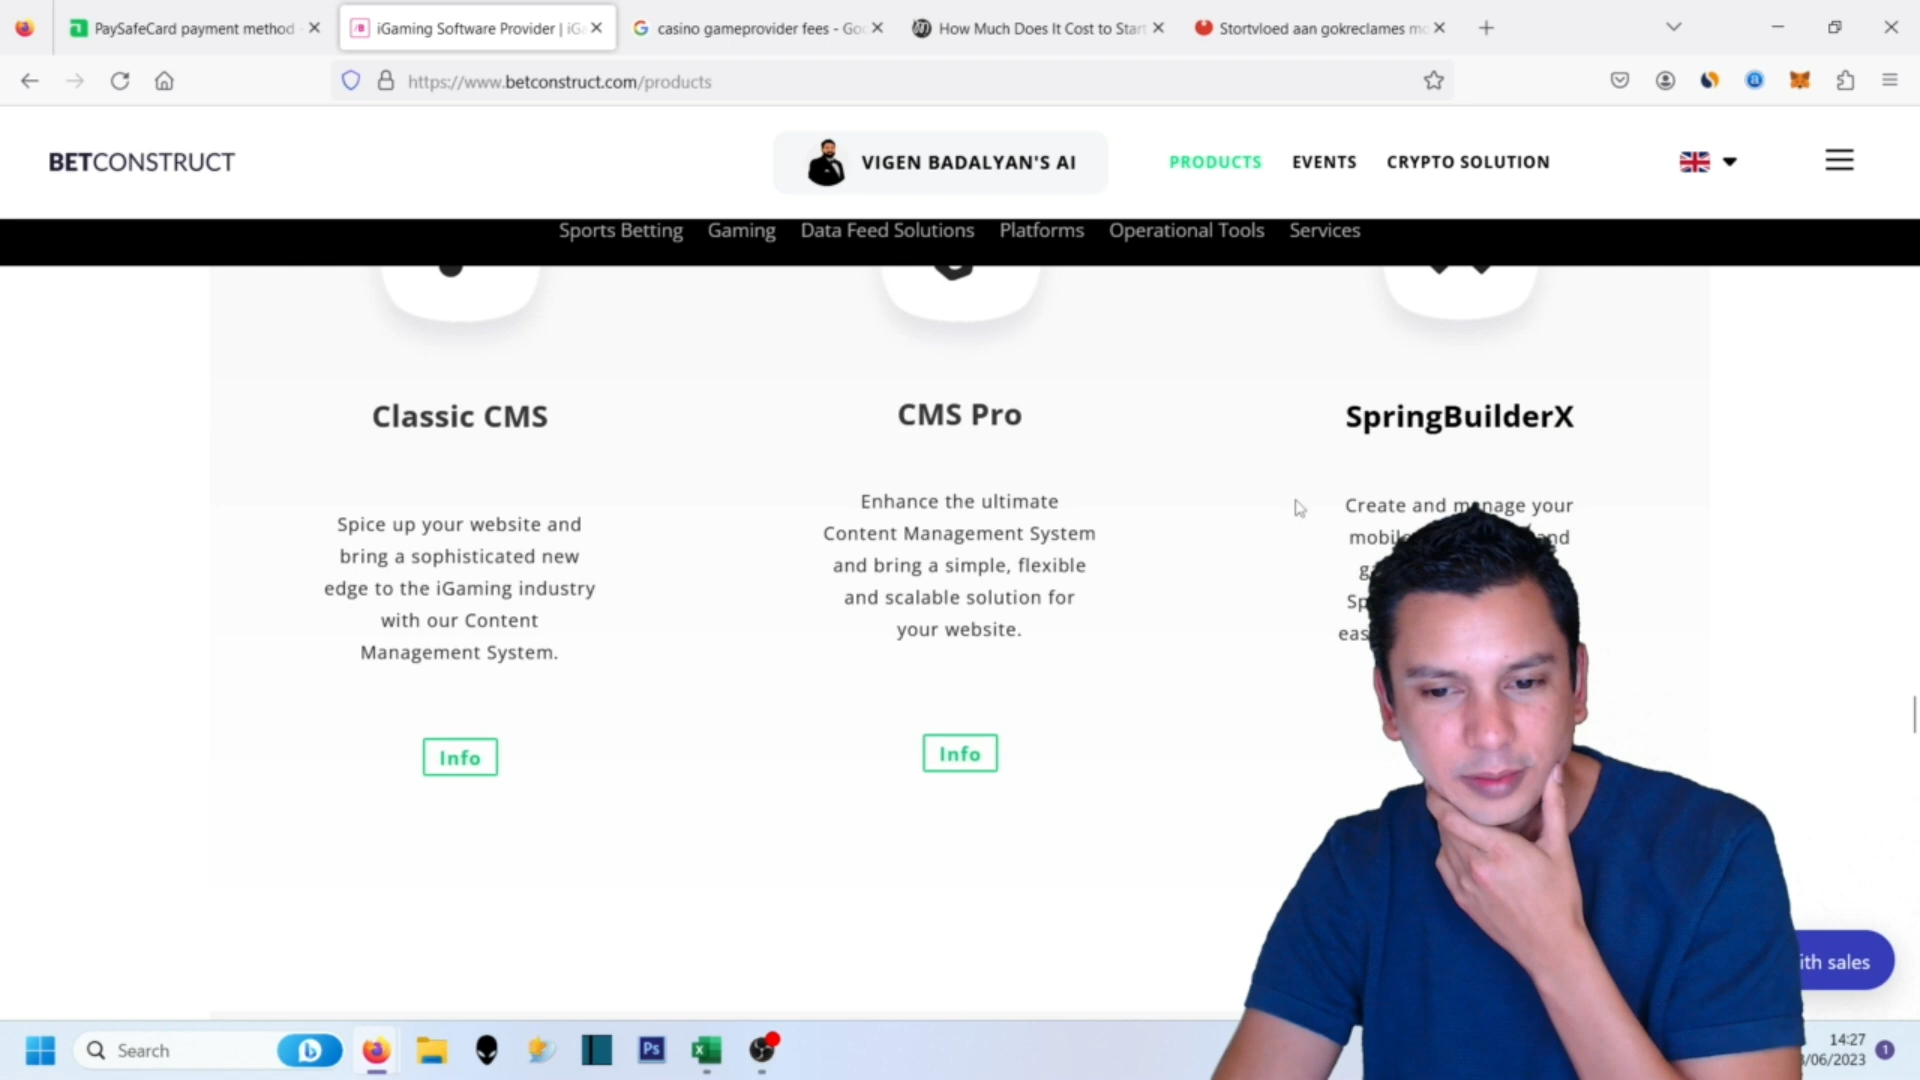 PaySafeCard payment method
iGaming Software Provider | iGa
casino gameprovider fees - Goo
How Much Does It Cost to Start
Stortvloed aan gokreclames mo
https://www.betconstruct.com/products
BETCONSTRUCT
VIGEN BADALYAN'S AI
PRODUCTS
EVENTS
CRYPTO SOLUTION
Sports Betting
Gaming
Data Feed Solutions
Platforms
Operational Tools
Services
Classic CMS
Spice up your website and
bring a sophisticated new
edge to the iGaming industry
with our Content
Management System.
Info
CMS Pro
Enhance the ultimate
Content Management System
and bring a simple, flexible
and scalable solution for
your website.
Info
SpringBuilderX
Create and manage your
ith sales
Search
Ps
14:27
/06/2023
1